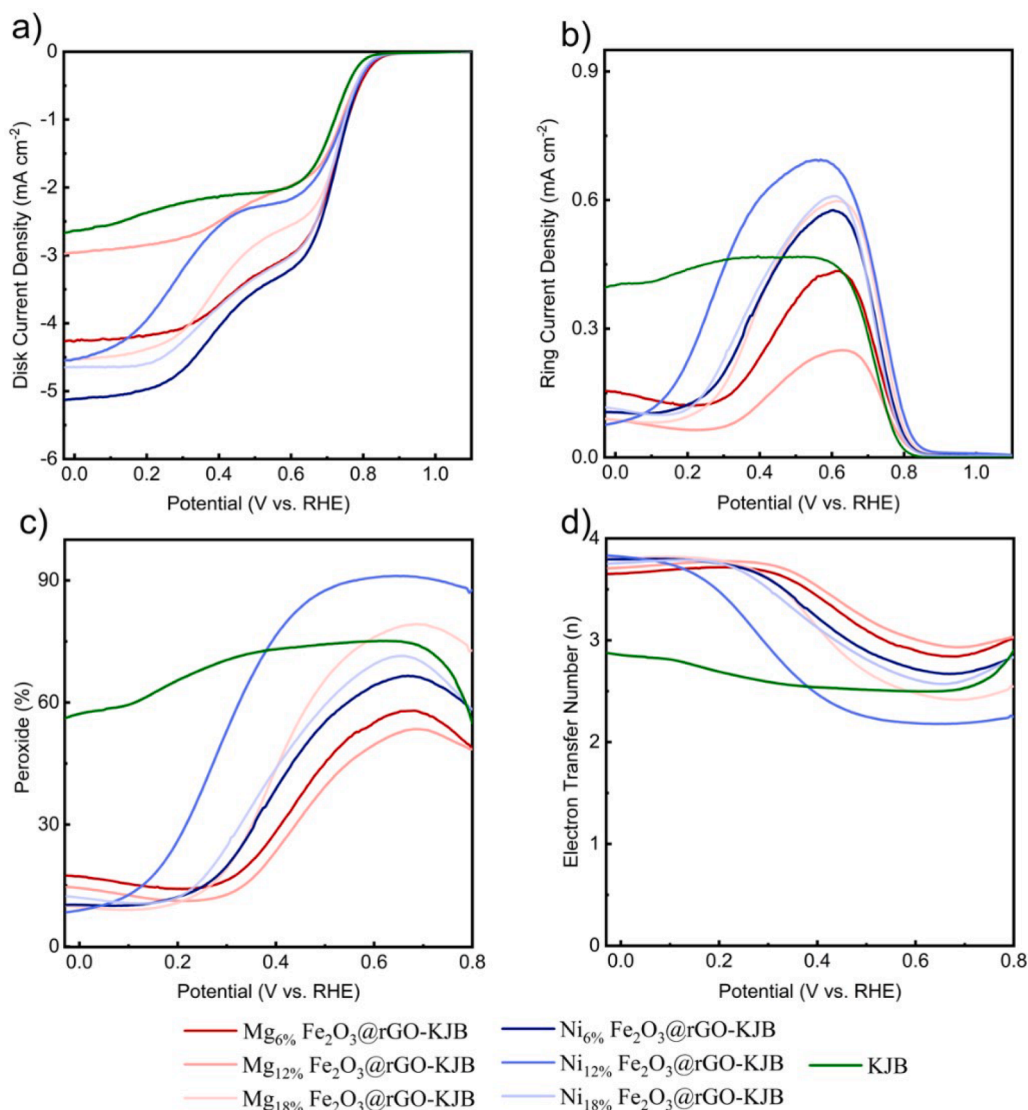 a)
0
-1
-2
-3
-4
-5
-6
Disk Current Density (mA cm⁻²)
0.0 0.2 0.4 0.6 0.8 1.0
Potential (V vs. RHE)
b)
0.9
0.6
0.3
0.0
Ring Current Density (mA cm⁻²)
0.0 0.2 0.4 0.6 0.8 1.0
Potential (V vs. RHE)
c)
90
60
30
0
Peroxide (%)
0.0 0.2 0.4 0.6 0.8
Potential (V vs. RHE)
d)
4
3
2
1
0
Electron Transfer Number (n)
0.0 0.2 0.4 0.6 0.8
Potential (V vs. RHE)
Mg₆% Fe₂O₃@rGO-KJB
Mg₁₂% Fe₂O₃@rGO-KJB
Mg₁₈% Fe₂O₃@rGO-KJB
Ni₆% Fe₂O₃@rGO-KJB
Ni₁₂% Fe₂O₃@rGO-KJB
Ni₁₈% Fe₂O₃@rGO-KJB
KJB